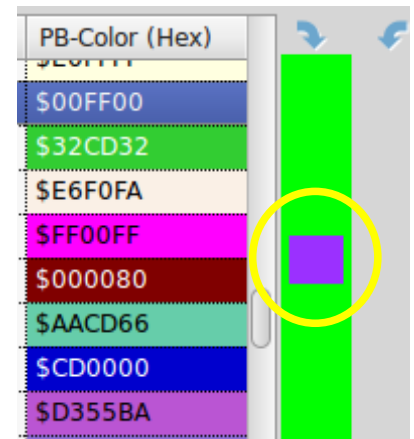 PB-Color (Hex)
$00FF00
$32CD32
$E6F0FA
$FF00FF
$000080
$AACD66
$CD0000
$D355BA